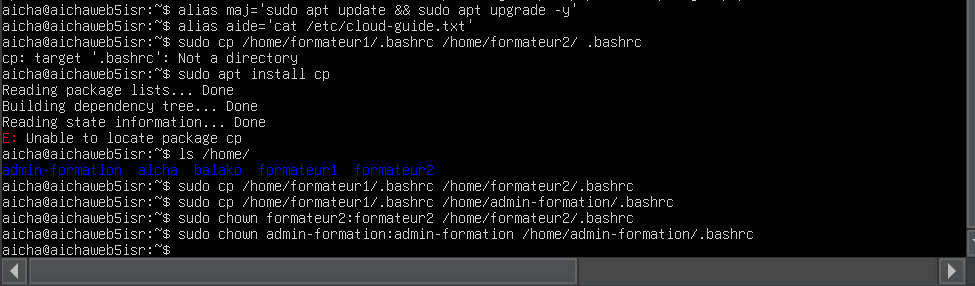 aicha@aichaweb5isr:~$ alias maj='sudo apt update && sudo apt upgrade -y'
aicha@aichaweb5isr:~$ alias aide='cat /etc/cloud-guide.txt'
aicha@aichaweb5isr:~$ sudo cp /home/formateur1/.bashrc /home/formateur2/ .bashrc
cp: target '.bashrc': Not a directory
aicha@aichaweb5isr:~$ sudo apt install cp
Reading package lists... Done
Building dependency tree... Done
Reading state information... Done
E: Unable to locate package cp
aicha@aichaweb5isr:~$ ls /home/
admin-formation  aicha  balako  formateur1  formateur2
aicha@aichaweb5isr:~$ sudo cp /home/formateur1/.bashrc /home/formateur2/.bashrc
aicha@aichaweb5isr:~$ sudo cp /home/formateur1/.bashrc /home/admin-formation/.bashrc
aicha@aichaweb5isr:~$ sudo chown formateur2:formateur2 /home/formateur2/.bashrc
aicha@aichaweb5isr:~$ sudo chown admin-formation:admin-formation /home/admin-formation/.bashrc
aicha@aichaweb5isr:~$